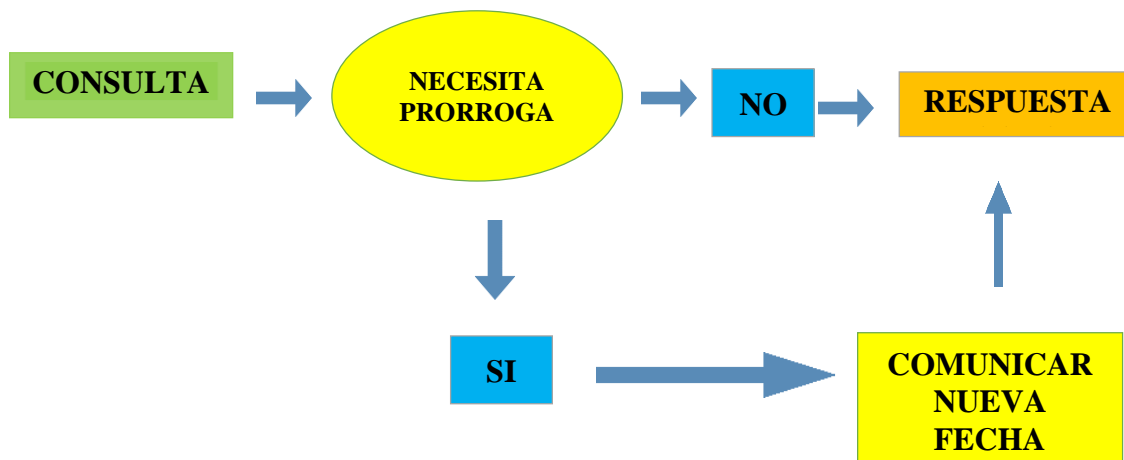 CONSULTA
NECESITA
PRORROGA
NO
RESPUESTA
SI
COMUNICAR
NUEVA
FECHA